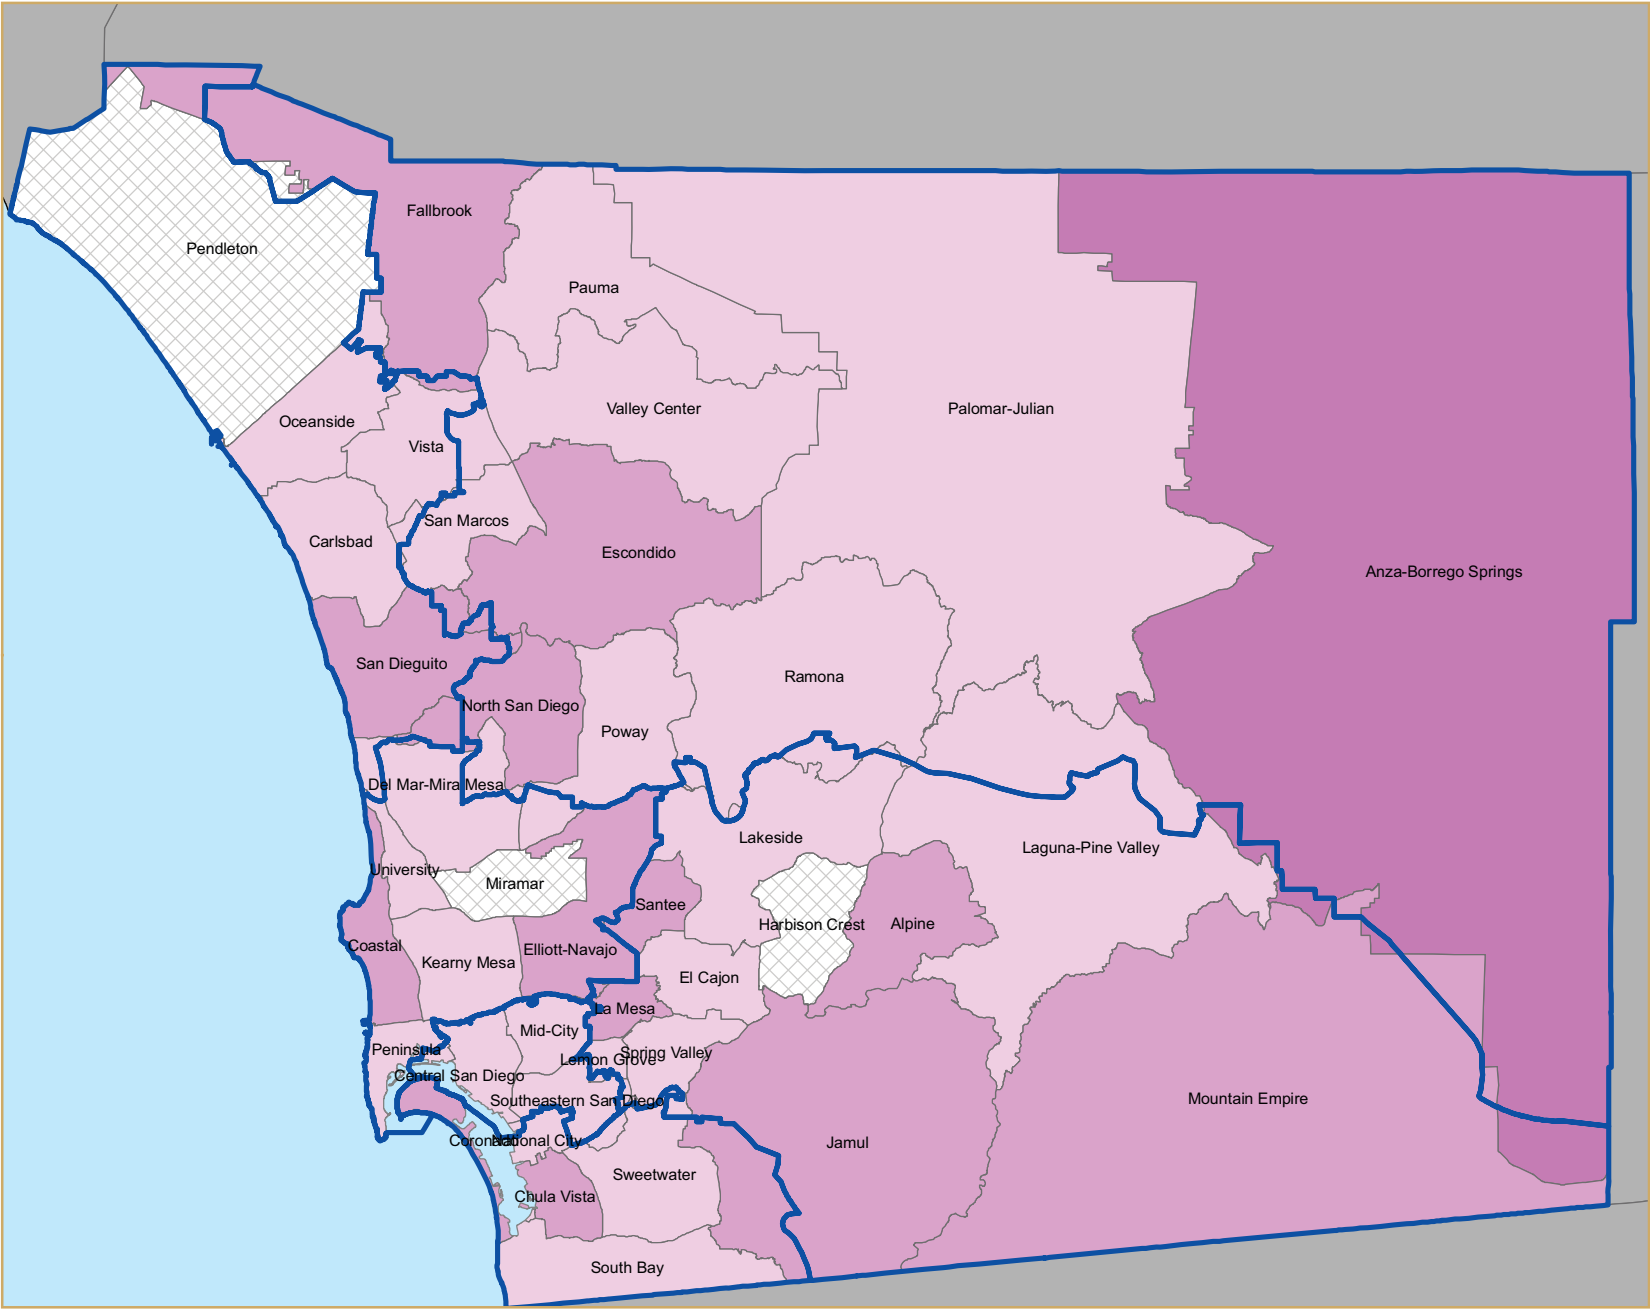 Fallbrook
Pendleton
Pauma
Valley Center
Palomar-Julian
Oceanside
Vista
San Marcos
Carlsbad
Escondido
Anza-Borrego Springs
San Dieguito
Ramona
North San Diego
Poway
Del Mar-Mira Mesa
Lakeside
Laguna-Pine Valley
University
Miramar
Santee
Harbison Crest
Alpine
Coastal
Elliott-Navajo
Kearny Mesa
El Cajon
La Mesa
Mid-City
Peninsula
Lemon Grove
Spring Valley
Central San Diego
Southeastern San Diego
Mountain Empire
Coronado
National City
Jamul
Sweetwater
Chula Vista
South Bay